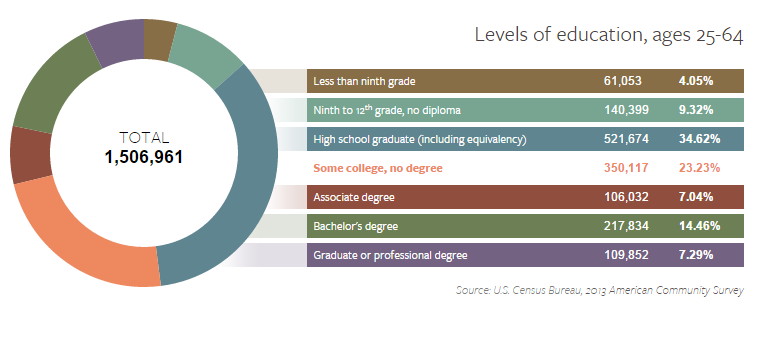 Levels of education, ages 25-64
TOTAL
1,506,961
Less than ninth grade 61,053 4.05%
Ninth to 12th grade, no diploma 140,399 9.32%
High school graduate (including equivalency) 521,674 34.62%
Some college, no degree 350,117 23.23%
Associate degree 106,032 7.04%
Bachelor's degree 217,834 14.46%
Graduate or professional degree 109,852 7.29%
Source: U.S. Census Bureau, 2013 American Community Survey